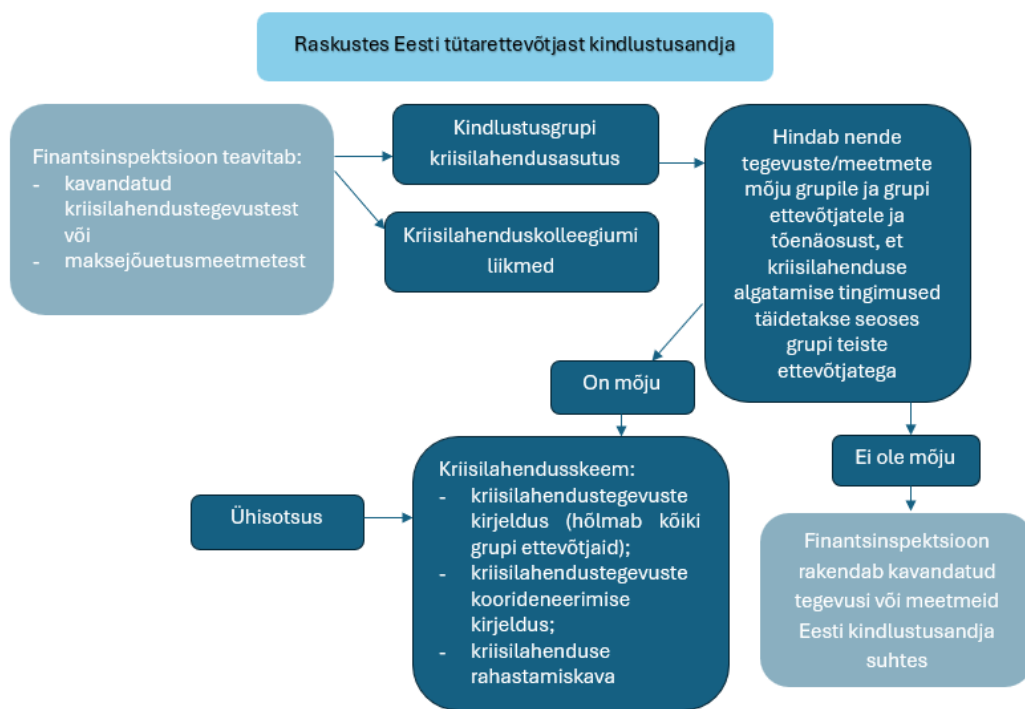 Raskustes Eesti tütarettevõtjast kindlustusandja
Finantsinspektsioon teavitab:
- kavandatud
kriisilahendustegevustest
või
- maksejõuetusmeetmetest
Kindlustusgrupi
kriisilahendusasutus
Kriisilahenduskolleegiumi
liikmed
Hindab nende
tegevuste/meetmete
mõju grupile ja grupi
ettevõtjatele ja
tõenäosust, et
kriisilahenduse
algatamise tingimused
täidetakse seoses
grupi teiste
ettevõtjatega
On mõju
Ei ole mõju
Ühisotsus
Kriisilahendusskeem:
- kriisilahendustegevuste
kirjeldus (hõlmab kõiki
grupi ettevõtjaid);
- kriisilahendustegevuste
koorideneerimise
kirjeldus;
- kriisilahenduse
rahastamiskava
Finantsinspektsioon
rakendab kavandatud
tegevusi või meetmeid
Eesti kindlustusandja
suhtes